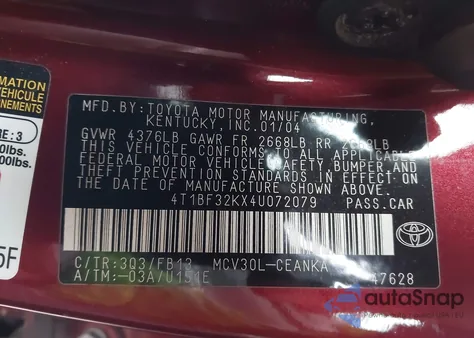 MFD.BY:TOYOTA MOTOR MANUFACTURING,
KENTUCKY, INC.01/04
GVWR 4376LB GAWR FR 2668LB RR
THIS VEHICLE CONFORMS TO ALL APPLICABLE
FEDERAL MOTOR VEHICLE SAFETY BUMPER AND
THEFT PREVENTION STANDARDS IN EFFECT ON
THE DATE OF MANUFACTURE SHOWN ABOVE.
4T1BF32KX4U072079 PASS.CAR
C/TR:3Q3/FB13 MCV30L-CEANKA
A/TM:-03A/U151E 47628
TOYOTA
INFORMATION
VEHICLE
NEMENTS
E:3
0lbs.
00lbs.
5F
autoSnap